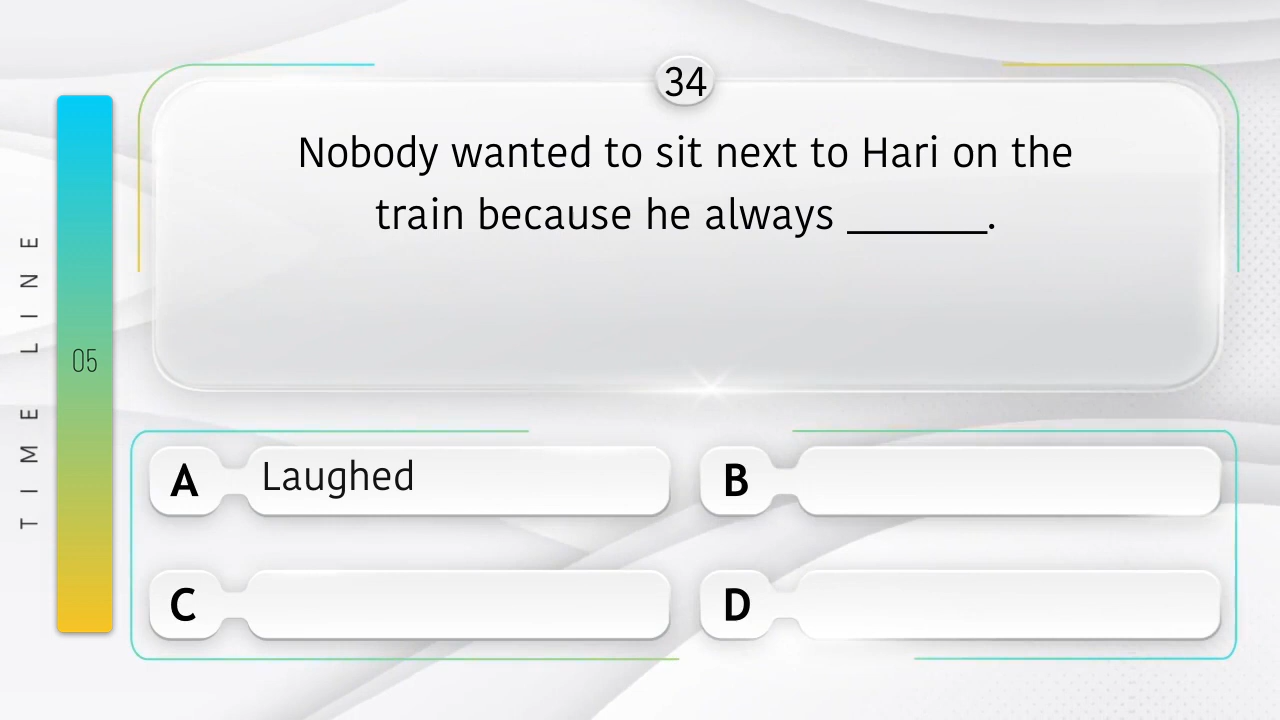 34
Nobody wanted to sit next to Hari on the
train because he always _______.
TIME LINE
05
A Laughed
B
C
D